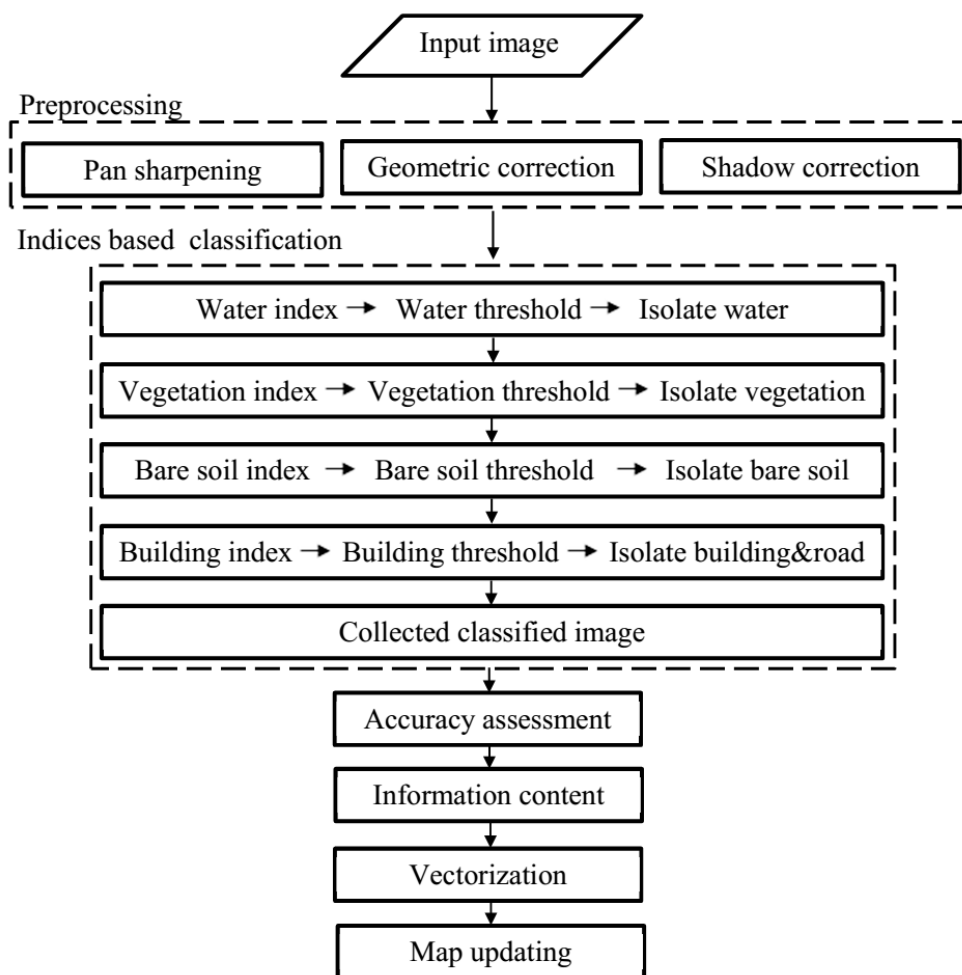 Input image
Preprocessing
Pan sharpening
Geometric correction
Shadow correction
Indices based classification
Water index → Water threshold → Isolate water
Vegetation index → Vegetation threshold → Isolate vegetation
Bare soil index → Bare soil threshold → Isolate bare soil
Building index → Building threshold → Isolate building&road
Collected classified image
Accuracy assessment
Information content
Vectorization
Map updating